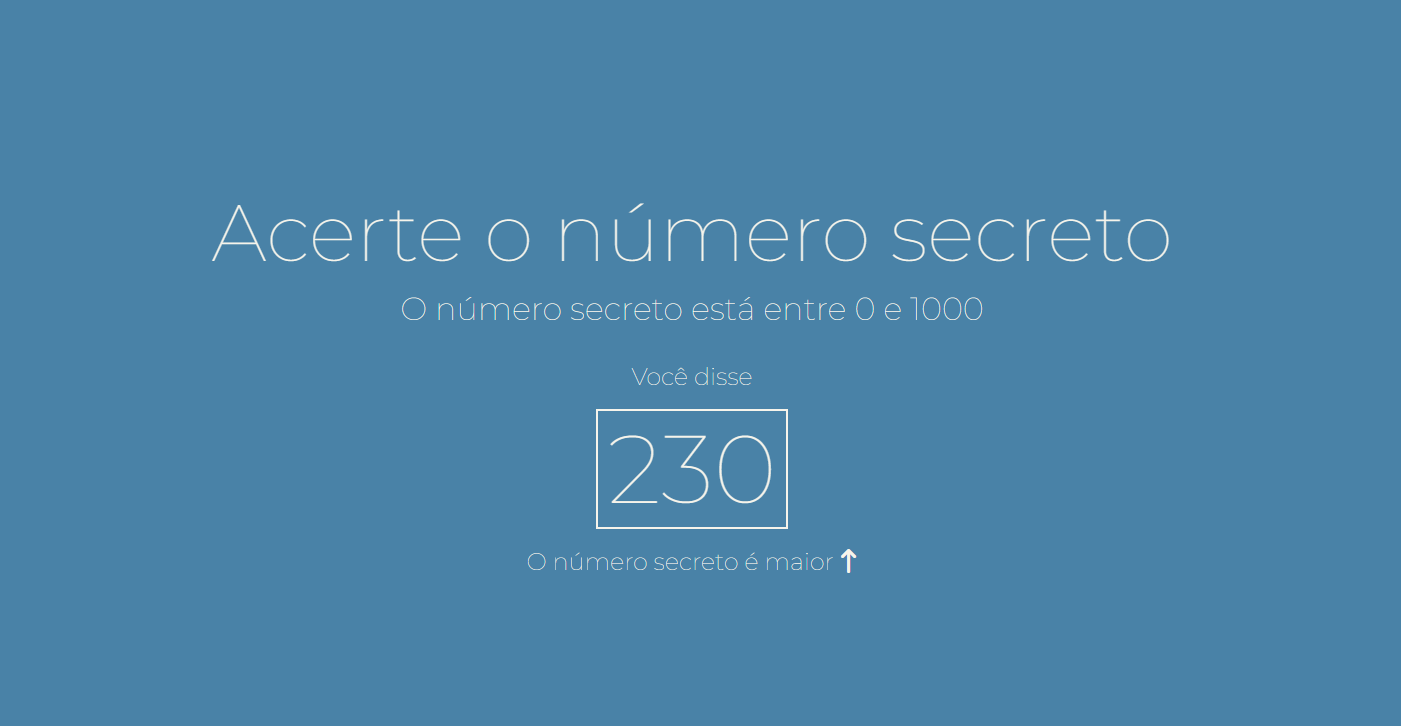 Acerte o número secreto
O número secreto está entre 0 e 1000
Você disse
230
O número secreto é maior ↑